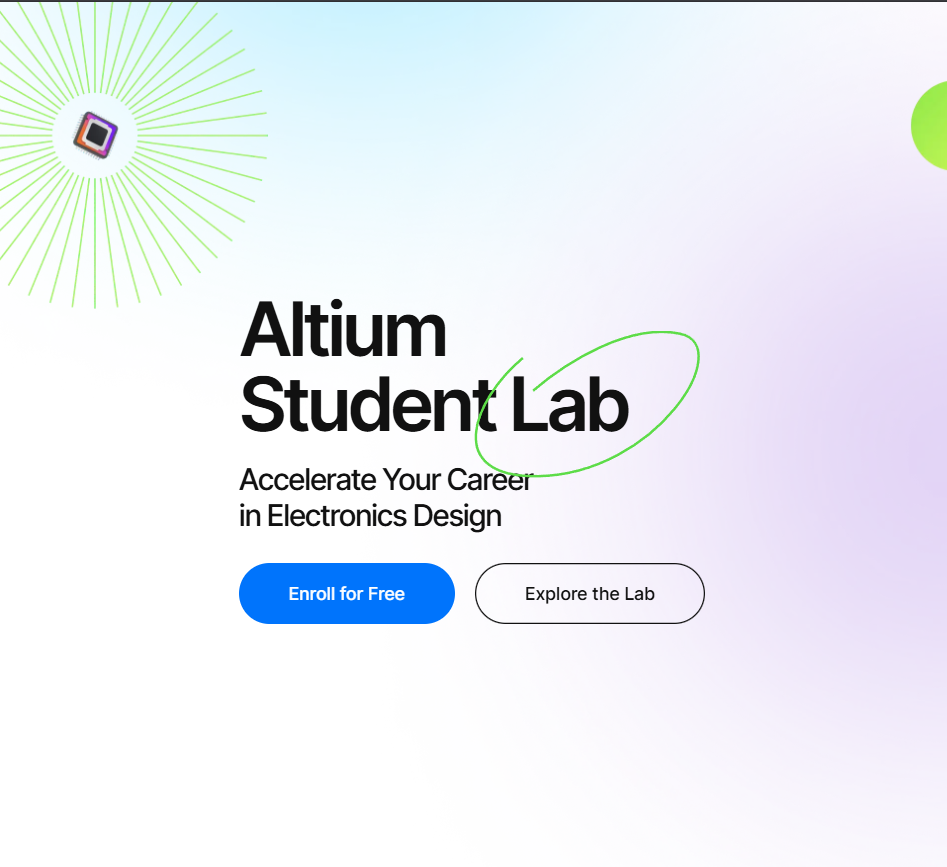 Altium
Student Lab
Accelerate Your Career
in Electronics Design
Enroll for Free
Explore the Lab